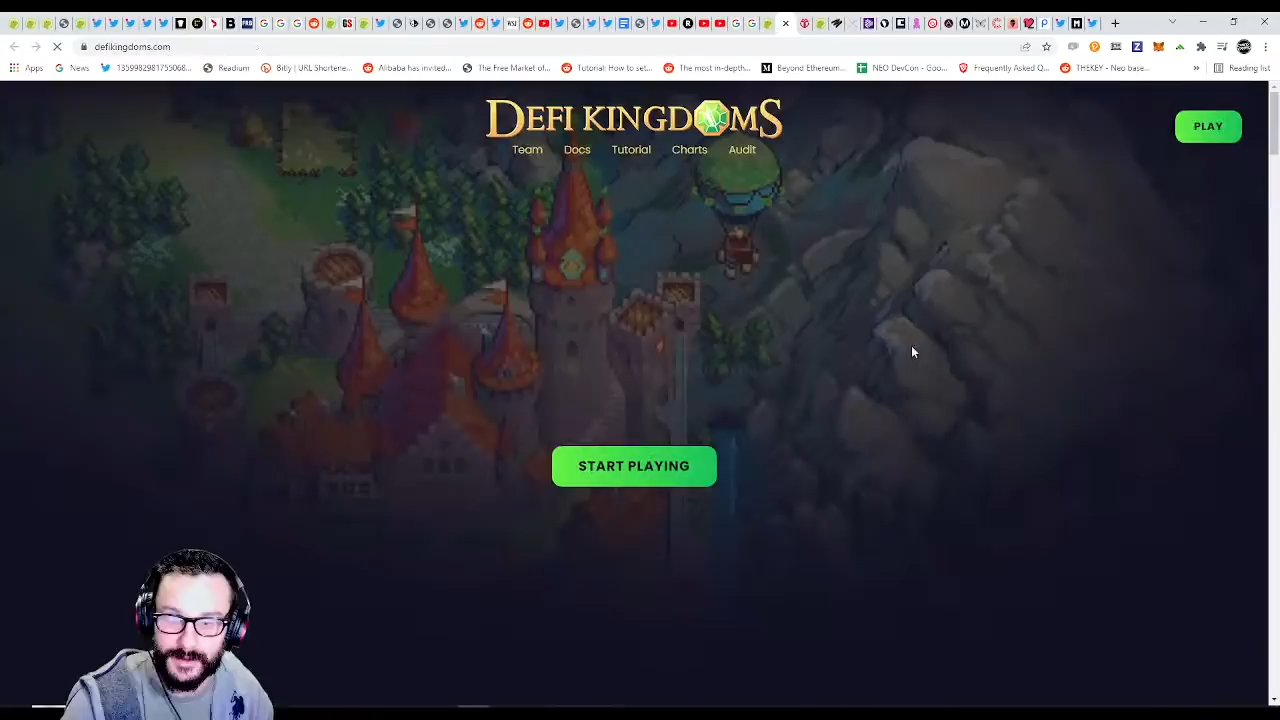 defikingdoms.com
Apps
News
1359982981755068...
Readium
Bitly | URL Shortene...
Alibaba has invited...
The Free Market of...
Tutorial: How to set...
The most in-depth...
Beyond Ethereum...
NEO DevCon - Goo...
Frequently Asked Q...
THEKEY - Neo base...
»
Reading list
DEFI KINGDOMS
Team Docs Tutorial Charts Audit
PLAY
START PLAYING